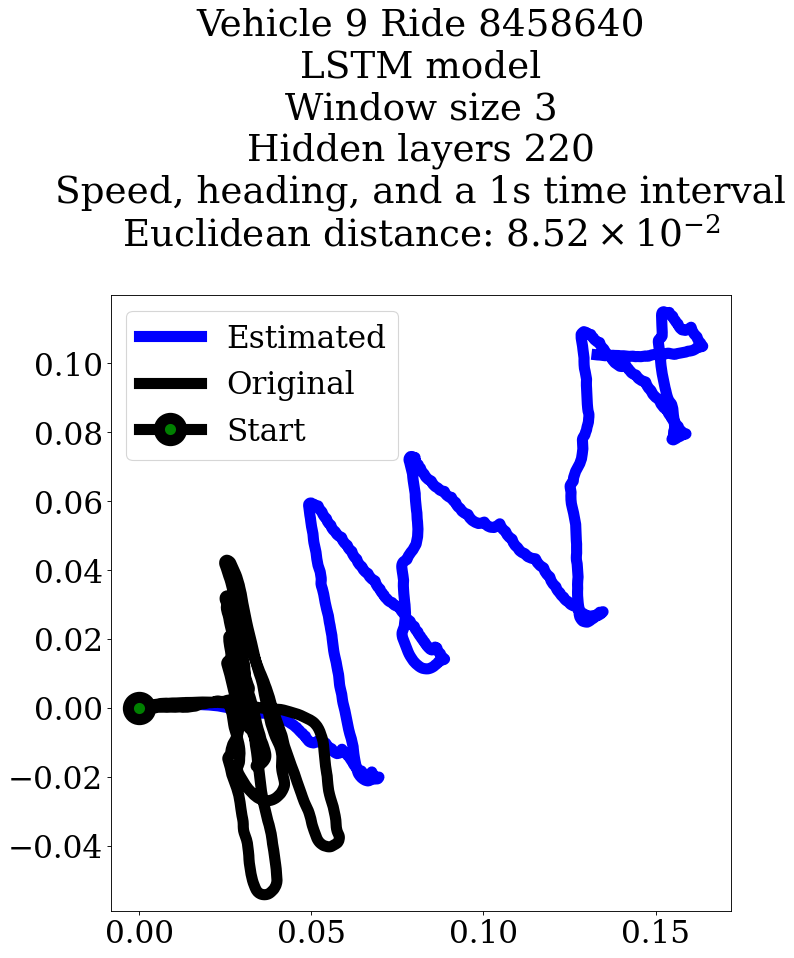 Vehicle 9 Ride 8458640
LSTM model
Window size 3
Hidden layers 220
Speed, heading, and a 1s time interval
Euclidean distance: 8.52 × 10⁻²
Estimated
Original
Start
0.10
0.08
0.06
0.04
0.02
0.00
−0.02
−0.04
0.00 0.05 0.10 0.15